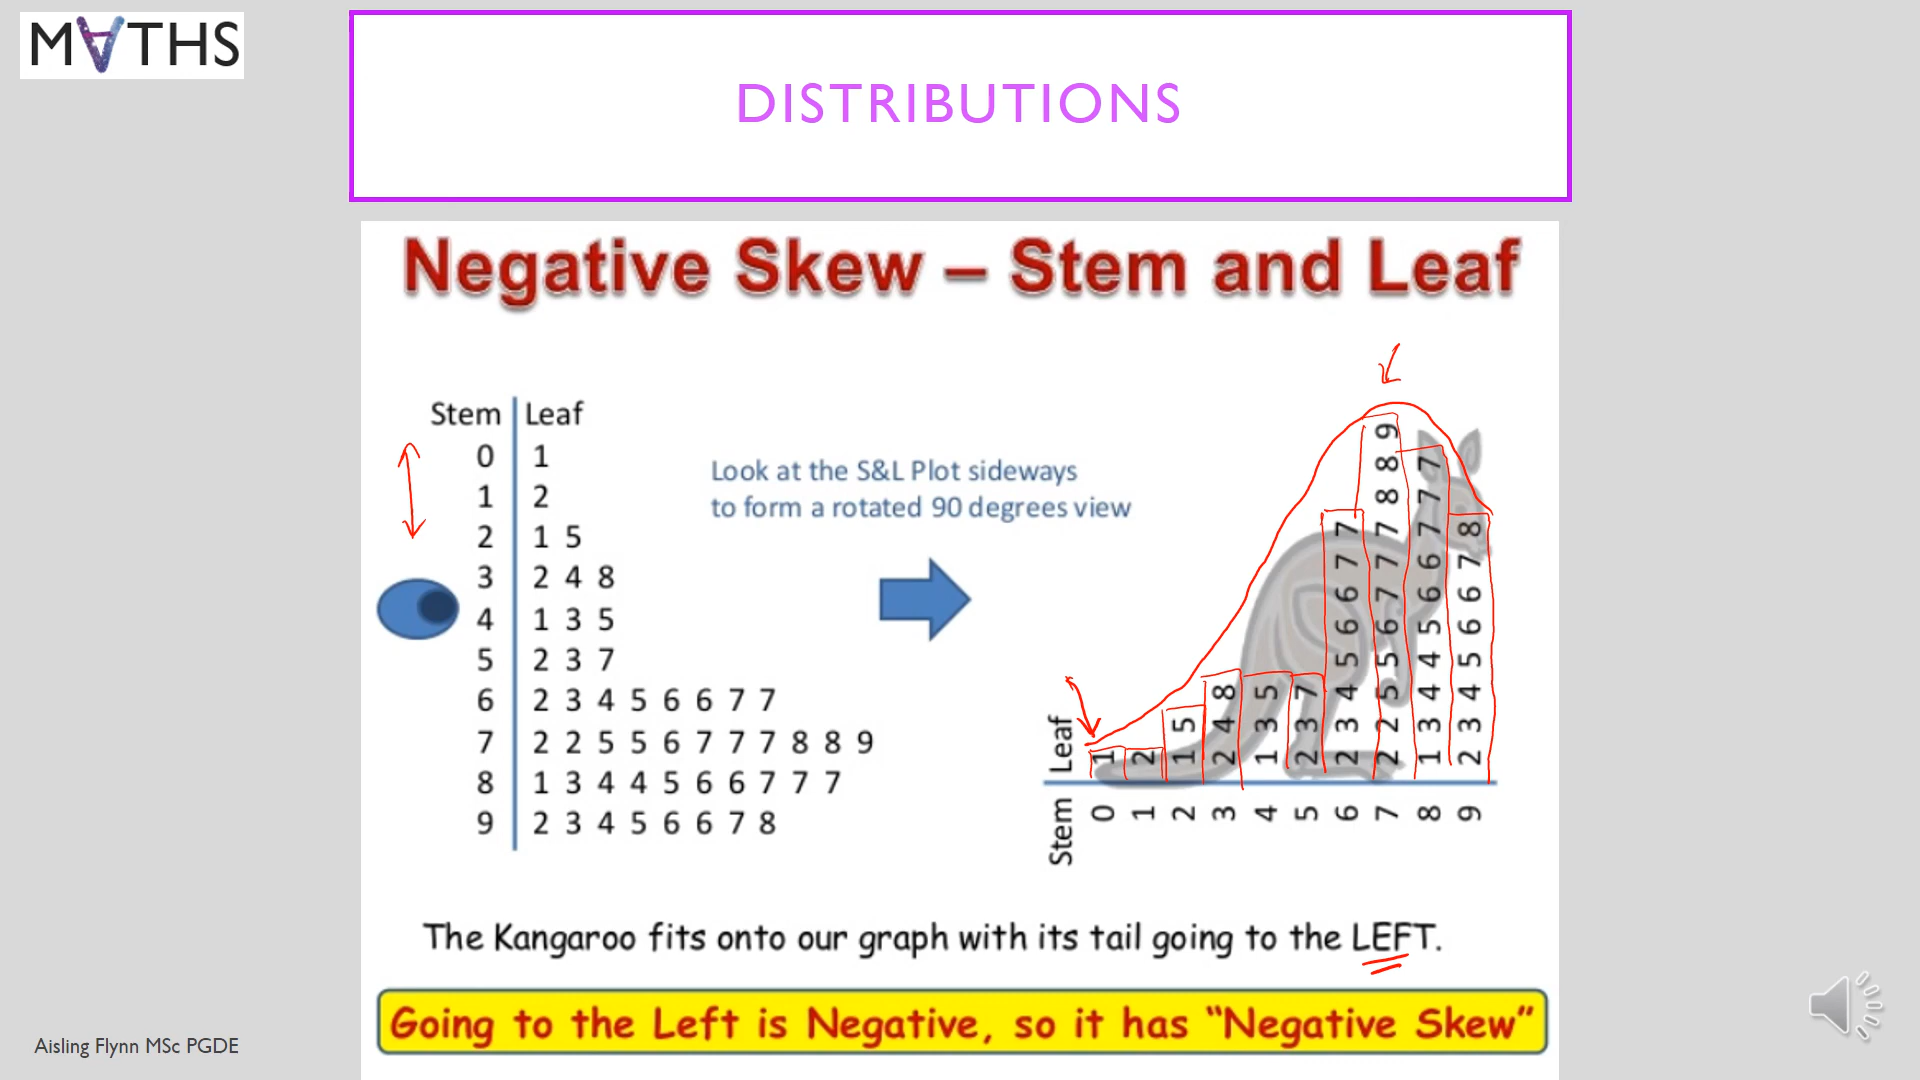 M∀THS
DISTRIBUTIONS
Negative Skew – Stem and Leaf
Stem Leaf
0 1
1 2
2 1 5
3 2 4 8
4 1 3 5
5 2 3 7
6 2 3 4 5 6 6 7 7
7 2 2 5 5 6 7 7 7 8 8 9
8 1 3 4 4 5 6 6 7 7 7
9 2 3 4 5 6 6 7 8
Look at the S&L Plot sideways
to form a rotated 90 degrees view
Stem Leaf
0 1
1 2
2 1 5
3 2 4 8
4 1 3 5
5 2 3 7
6 2 3 4 5 6 6 7 7
7 2 2 5 5 6 7 7 7 8 8 9
8 1 3 4 4 5 6 6 7 7 7
9 2 3 4 5 6 6 7 8
The Kangaroo fits onto our graph with its tail going to the LEFT.
Going to the Left is Negative, so it has “Negative Skew”
Aisling Flynn MSc PGDE